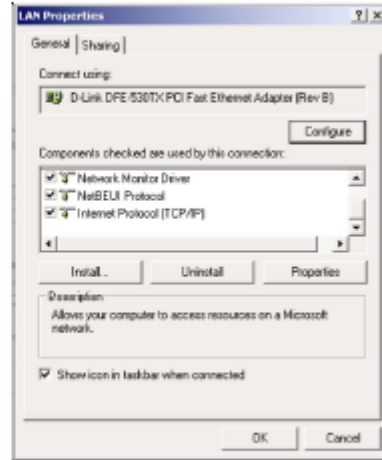 LAN Properties
General
Sharing
Connect using:
D-Link DFE-530TX PCI Fast Ethernet Adapter (Rev B)
Configure
Components checked are used by this connection:
Network Monitor Driver
NetBEUI Protocol
Internet Protocol (TCP/IP)
Install...
Uninstall
Properties
Description
Allows your computer to access resources on a Microsoft
network.
Show icon in taskbar when connected
OK
Cancel